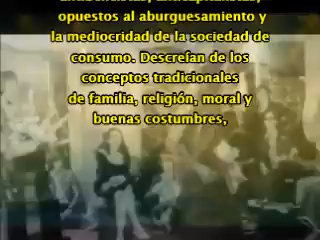 opuestos al aburguesamiento y
la mediocridad de la sociedad de
consumo. Descreían de los
conceptos tradicionales
de familia, religión, moral y
buenas costumbres,